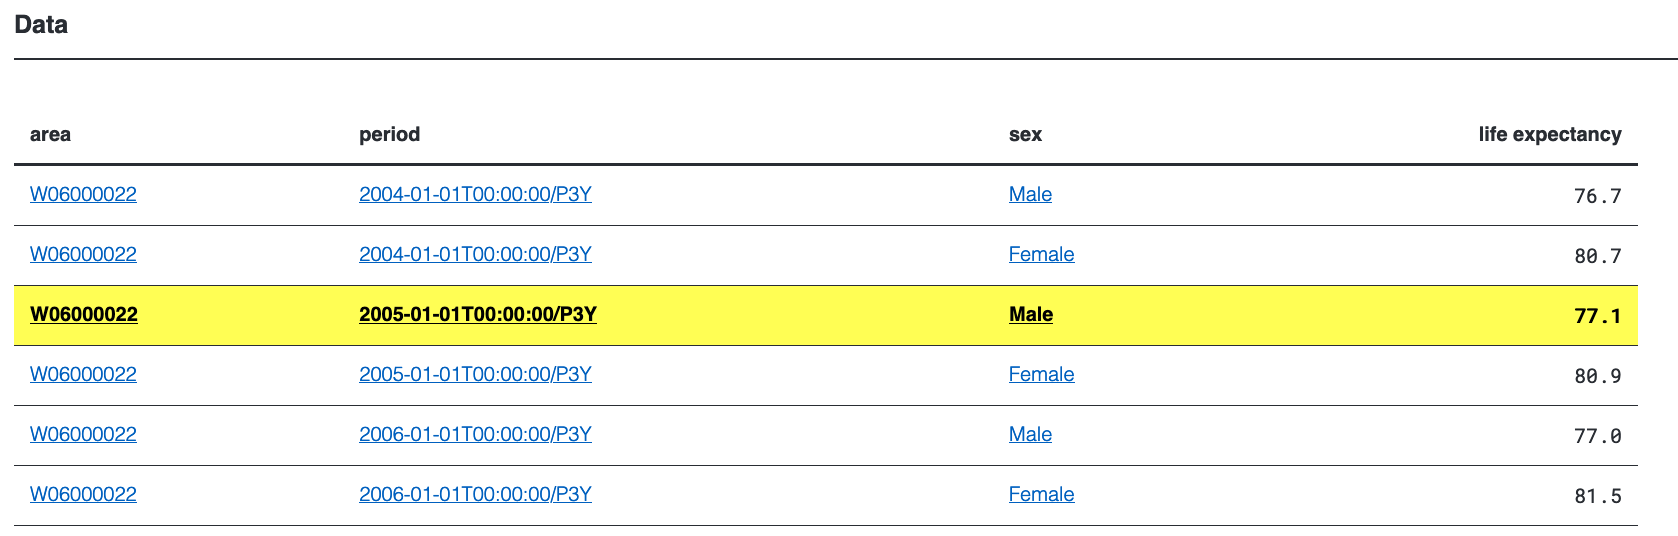 Data
area period sex life expectancy
W06000022 2004-01-01T00:00:00/P3Y Male 76.7
W06000022 2004-01-01T00:00:00/P3Y Female 80.7
W06000022 2005-01-01T00:00:00/P3Y Male 77.1
W06000022 2005-01-01T00:00:00/P3Y Female 80.9
W06000022 2006-01-01T00:00:00/P3Y Male 77.0
W06000022 2006-01-01T00:00:00/P3Y Female 81.5